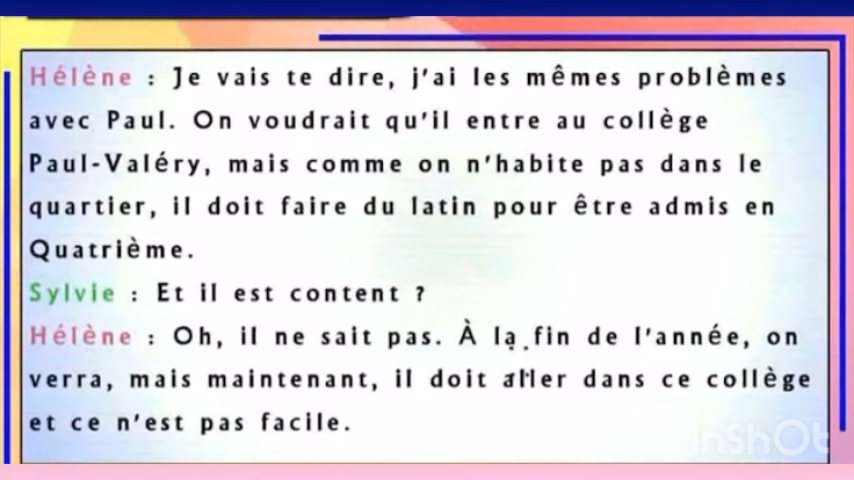 Hélène : Je vais te dire, j'ai les mêmes problèmes
avec Paul. On voudrait qu'il entre au collège
Paul-Valéry, mais comme on n'habite pas dans le
quartier, il doit faire du latin pour être admis en
Quatrième.
Sylvie : Et il est content ?
Hélène : Oh, il ne sait pas. À la fin de l'année, on
verra, mais maintenant, il doit aller dans ce collège
et ce n'est pas facile.
InShOt